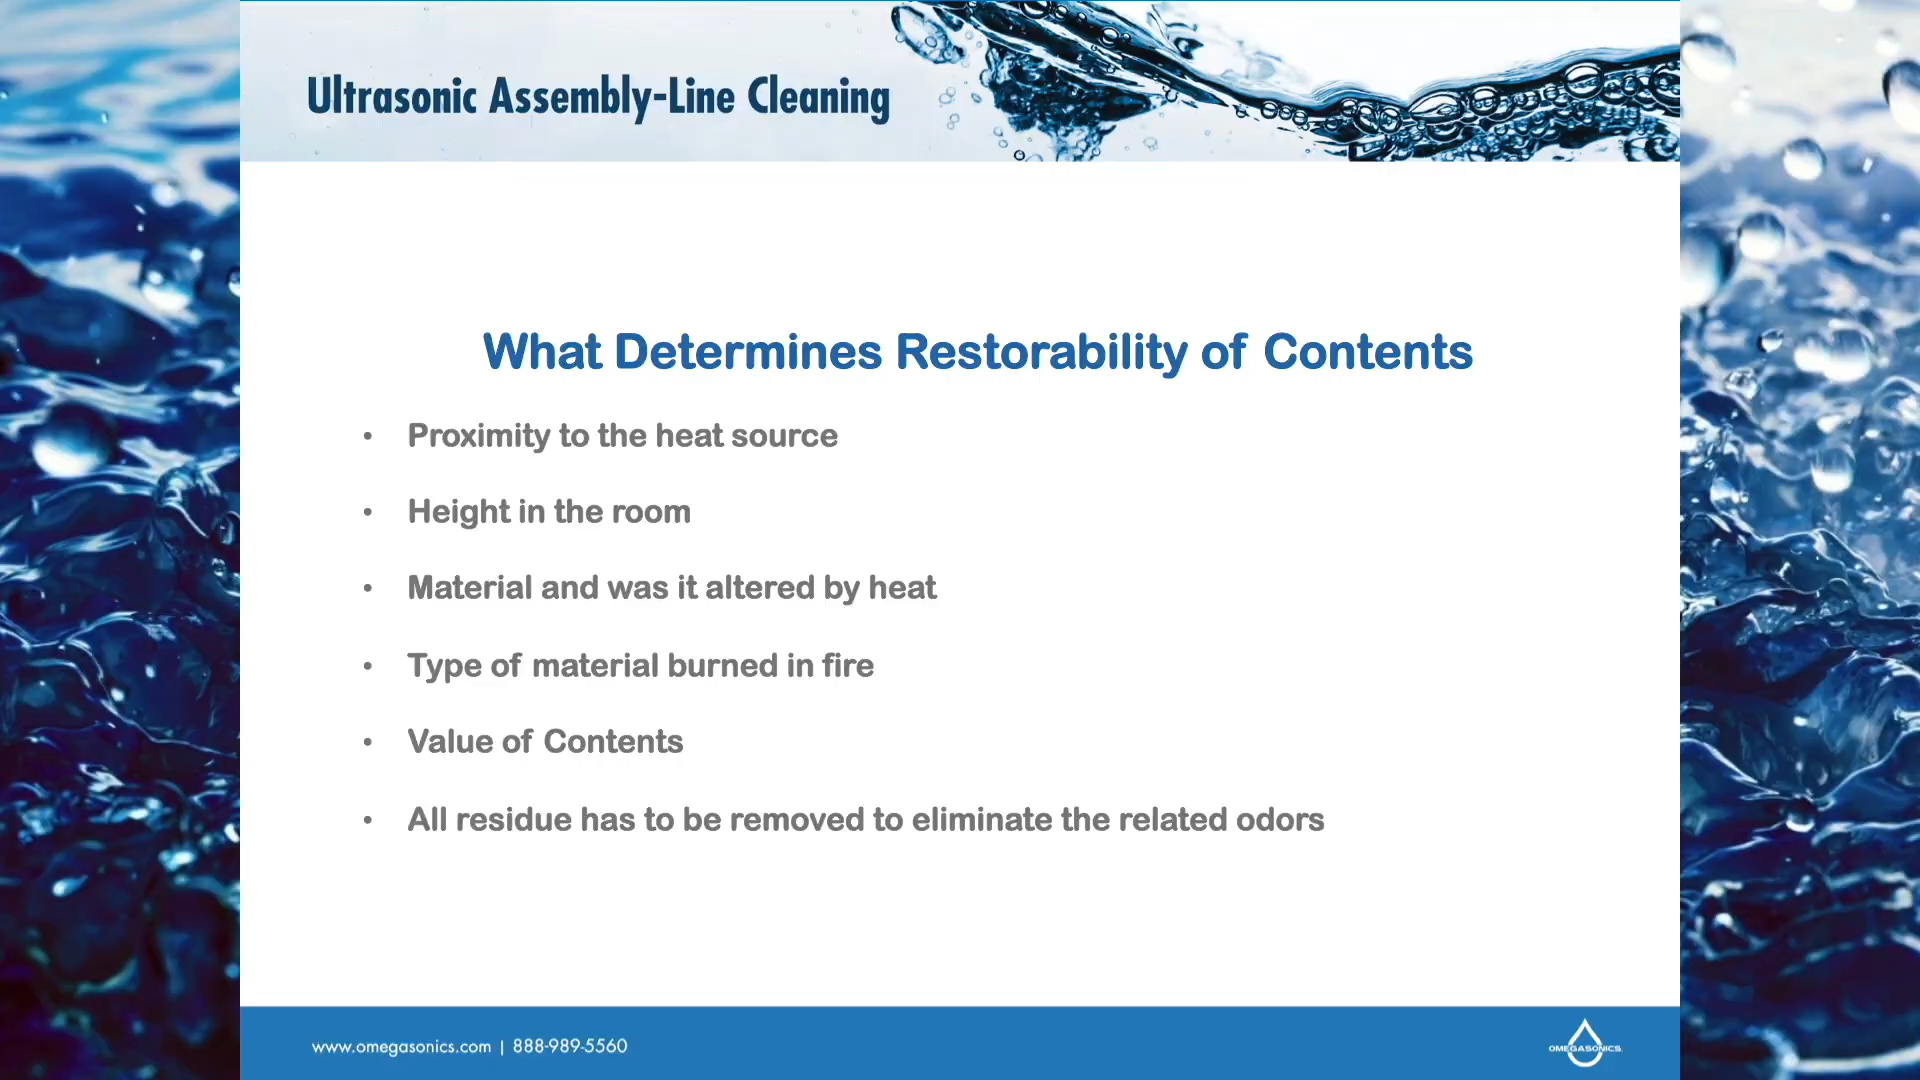 Ultrasonic Assembly-Line Cleaning
What Determines Restorability of Contents
• Proximity to the heat source
• Height in the room
• Material and was it altered by heat
• Type of material burned in fire
• Value of Contents
• All residue has to be removed to eliminate the related odors
www.omegasonics.com | 888-989-5560
OMEGASONICS